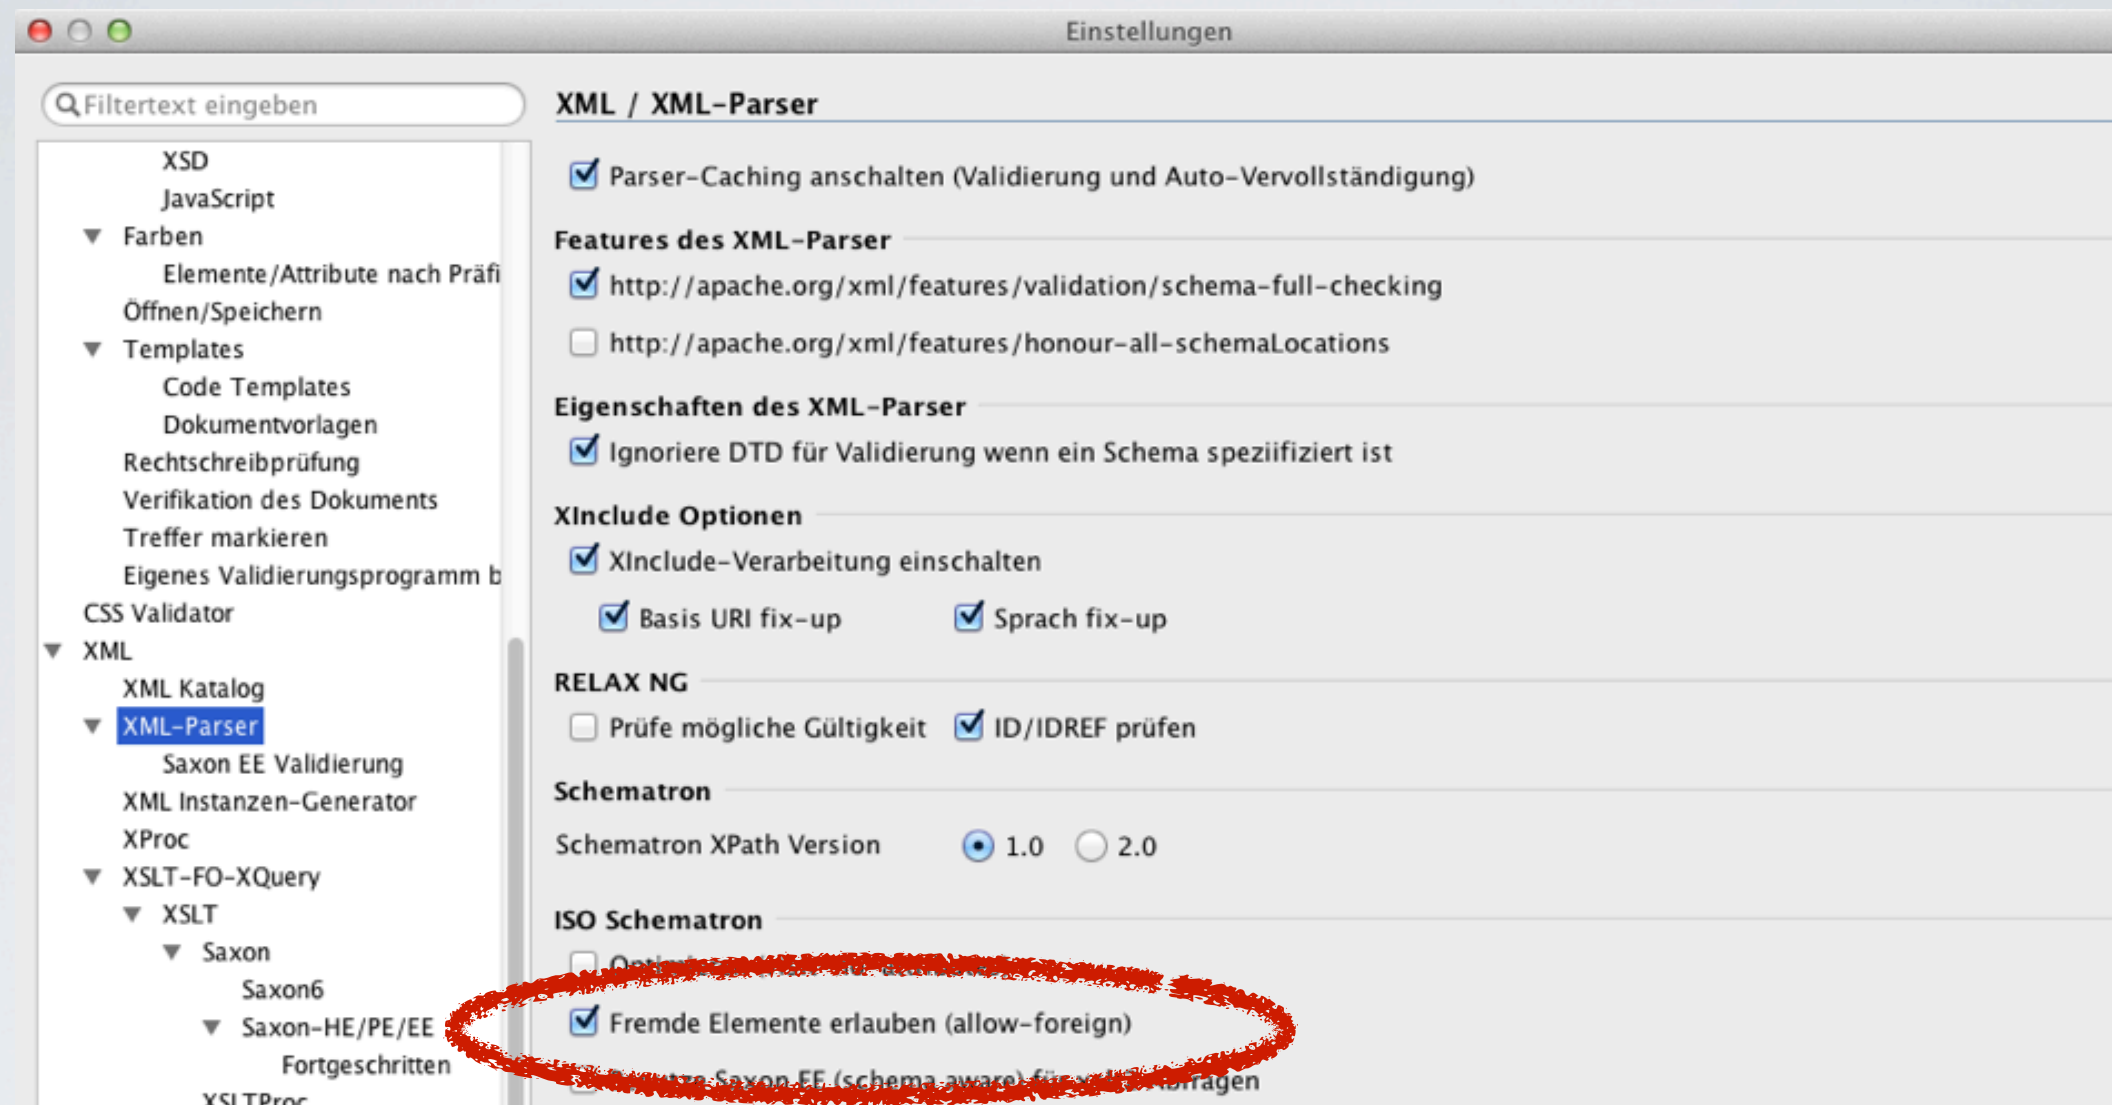 Einstellungen
Filtertext eingeben
XSD
JavaScript
Farben
Elemente/Attribute nach Präfi
Öffnen/Speichern
Templates
Code Templates
Dokumentvorlagen
Rechtschreibprüfung
Verifikation des Dokuments
Treffer markieren
Eigenes Validierungsprogramm b
CSS Validator
XML
XML Katalog
XML-Parser
Saxon EE Validierung
XML Instanzen-Generator
XProc
XSLT-FO-XQuery
XSLT
Saxon
Saxon6
Saxon-HE/PE/EE
Fortgeschritten
XSLTProc
XML / XML-Parser
Parser-Caching anschalten (Validierung und Auto-Vervollständigung)
Features des XML-Parser
http://apache.org/xml/features/validation/schema-full-checking
http://apache.org/xml/features/honour-all-schemaLocations
Eigenschaften des XML-Parser
Ignoriere DTD für Validierung wenn ein Schema speziifiziert ist
XInclude Optionen
XInclude-Verarbeitung einschalten
Basis URI fix-up Sprach fix-up
RELAX NG
Prüfe mögliche Gültigkeit ID/IDREF prüfen
Schematron
Schematron XPath Version 1.0 2.0
ISO Schematron
Fremde Elemente erlauben (allow-foreign)
Saxon EE (schema aware) für